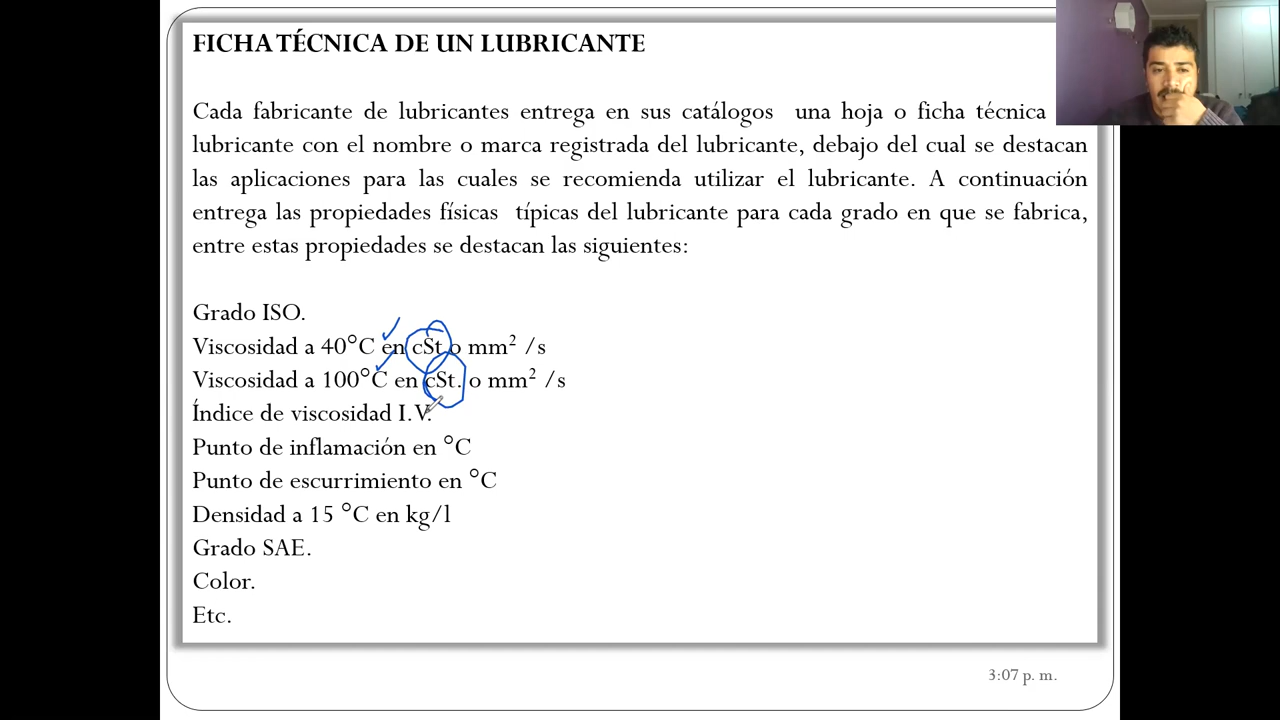 FICHA TÉCNICA DE UN LUBRICANTE
Cada fabricante de lubricantes entrega en sus catálogos una hoja o ficha técnica
lubricante con el nombre o marca registrada del lubricante, debajo del cual se destacan
las aplicaciones para las cuales se recomienda utilizar el lubricante. A continuación
entrega las propiedades físicas típicas del lubricante para cada grado en que se fabrica,
entre estas propiedades se destacan las siguientes:
Grado ISO.
Viscosidad a 40°C en cSt o mm² /s
Viscosidad a 100°C en cSt. o mm² /s
Índice de viscosidad I.V.
Punto de inflamación en °C
Punto de escurrimiento en °C
Densidad a 15 °C en kg/l
Grado SAE.
Color.
Etc.
3:07 p. m.